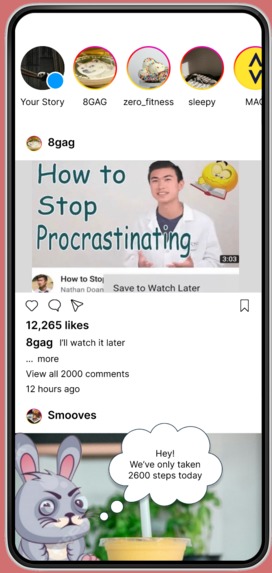 Your Story
8GAG
zero_fitness
sleepy
MAC
8gag
How to
Stop
Procrastinating
3:03
How to Stop
Nathan Doan
Save to Watch Later
12,265 likes
8gag I'll watch it later
... more
View all 2000 comments
12 hours ago
Smooves
Hey!
We've only taken
2600 steps today